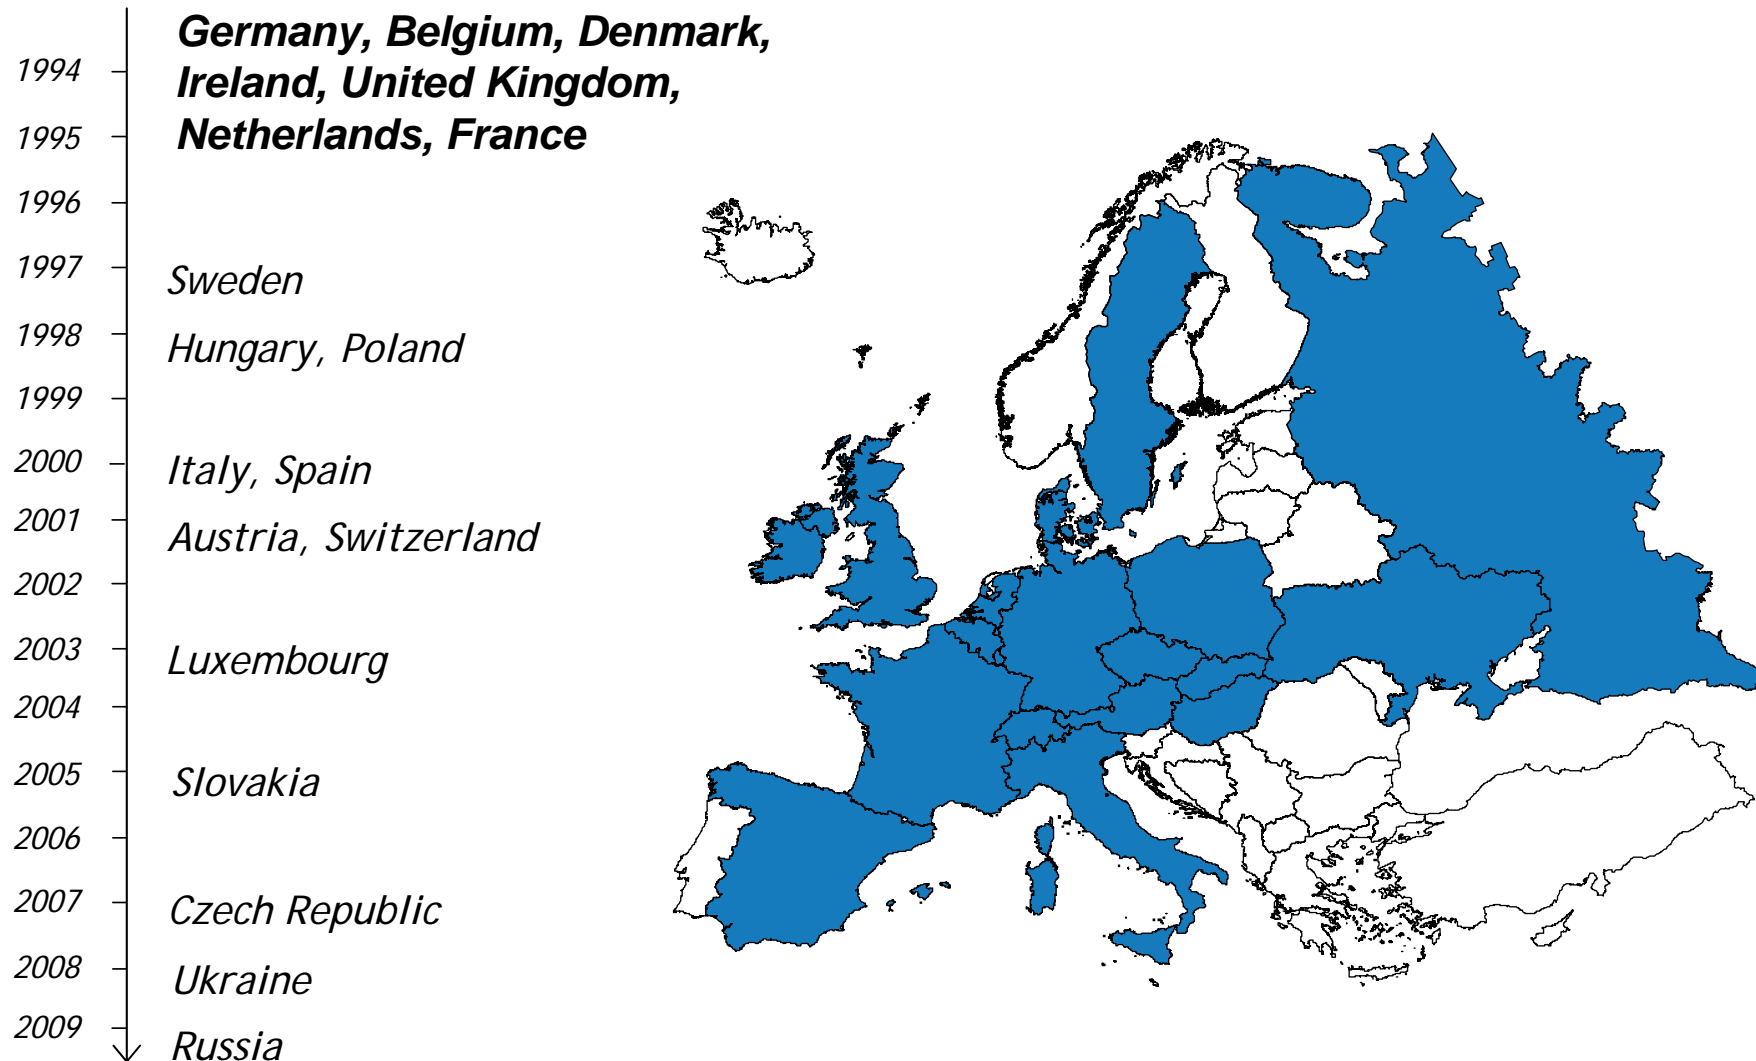 Germany, Belgium, Denmark,
1994
Ireland, United Kingdom,
1995
Netherlands, France
1996
1997
Sweden
1998
Hungary, Poland
1999
2000
Italy, Spain
2001
Austria, Switzerland
2002
2003
Luxembourg
2004
2005
Slovakia
2006
2007
Czech Republic
2008
Ukraine
2009
Russia